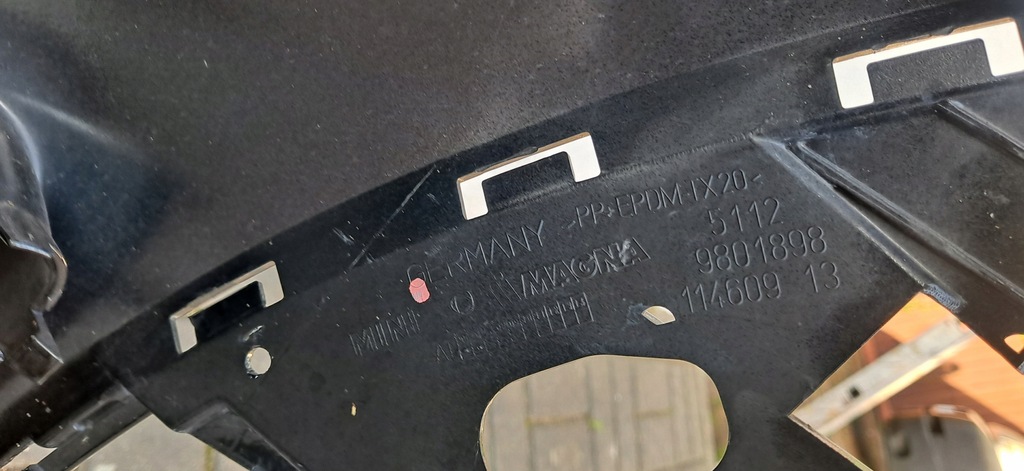 GERMANY >PP+EPDM-TX20<
MAGNA 5112
MINI 9801898
114609 13